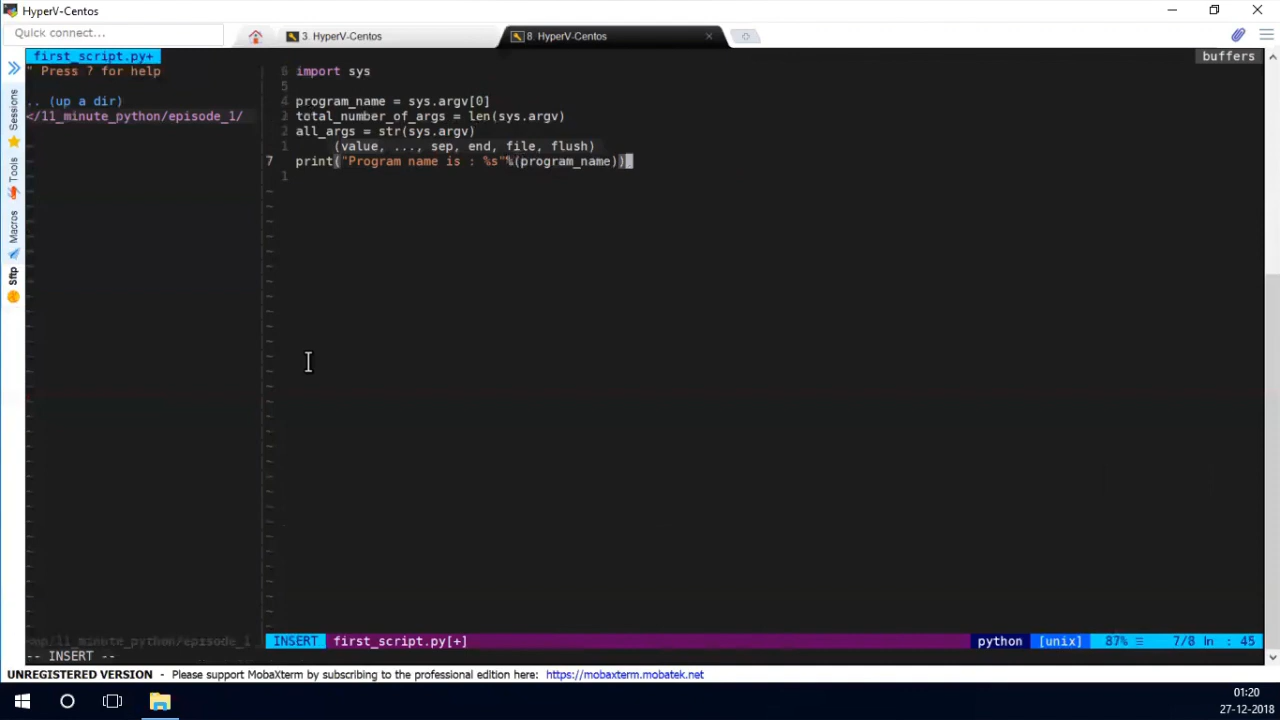 HyperV-Centos
Quick connect...
3. HyperV-Centos
8. HyperV-Centos
first_script.py+
buffers
" Press ? for help
.. (up a dir)
</11_minute_python/episode_1/
Sessions
Tools
Macros
Sftp
6 import sys
5
4 program_name = sys.argv[0]
3 total_number_of_args = len(sys.argv)
2 all_args = str(sys.argv)
1 (value, ..., sep, end, file, flush)
7 print("Program name is : %s"%(program_name))
1
<mp/11_minute_python/episode_1
INSERT first_script.py[+] python [unix] 87% ≡ 7/8 ln : 45
-- INSERT --
UNREGISTERED VERSION - Please support MobaXterm by subscribing to the professional edition here: https://mobaxterm.mobatek.net
01:20
27-12-2018